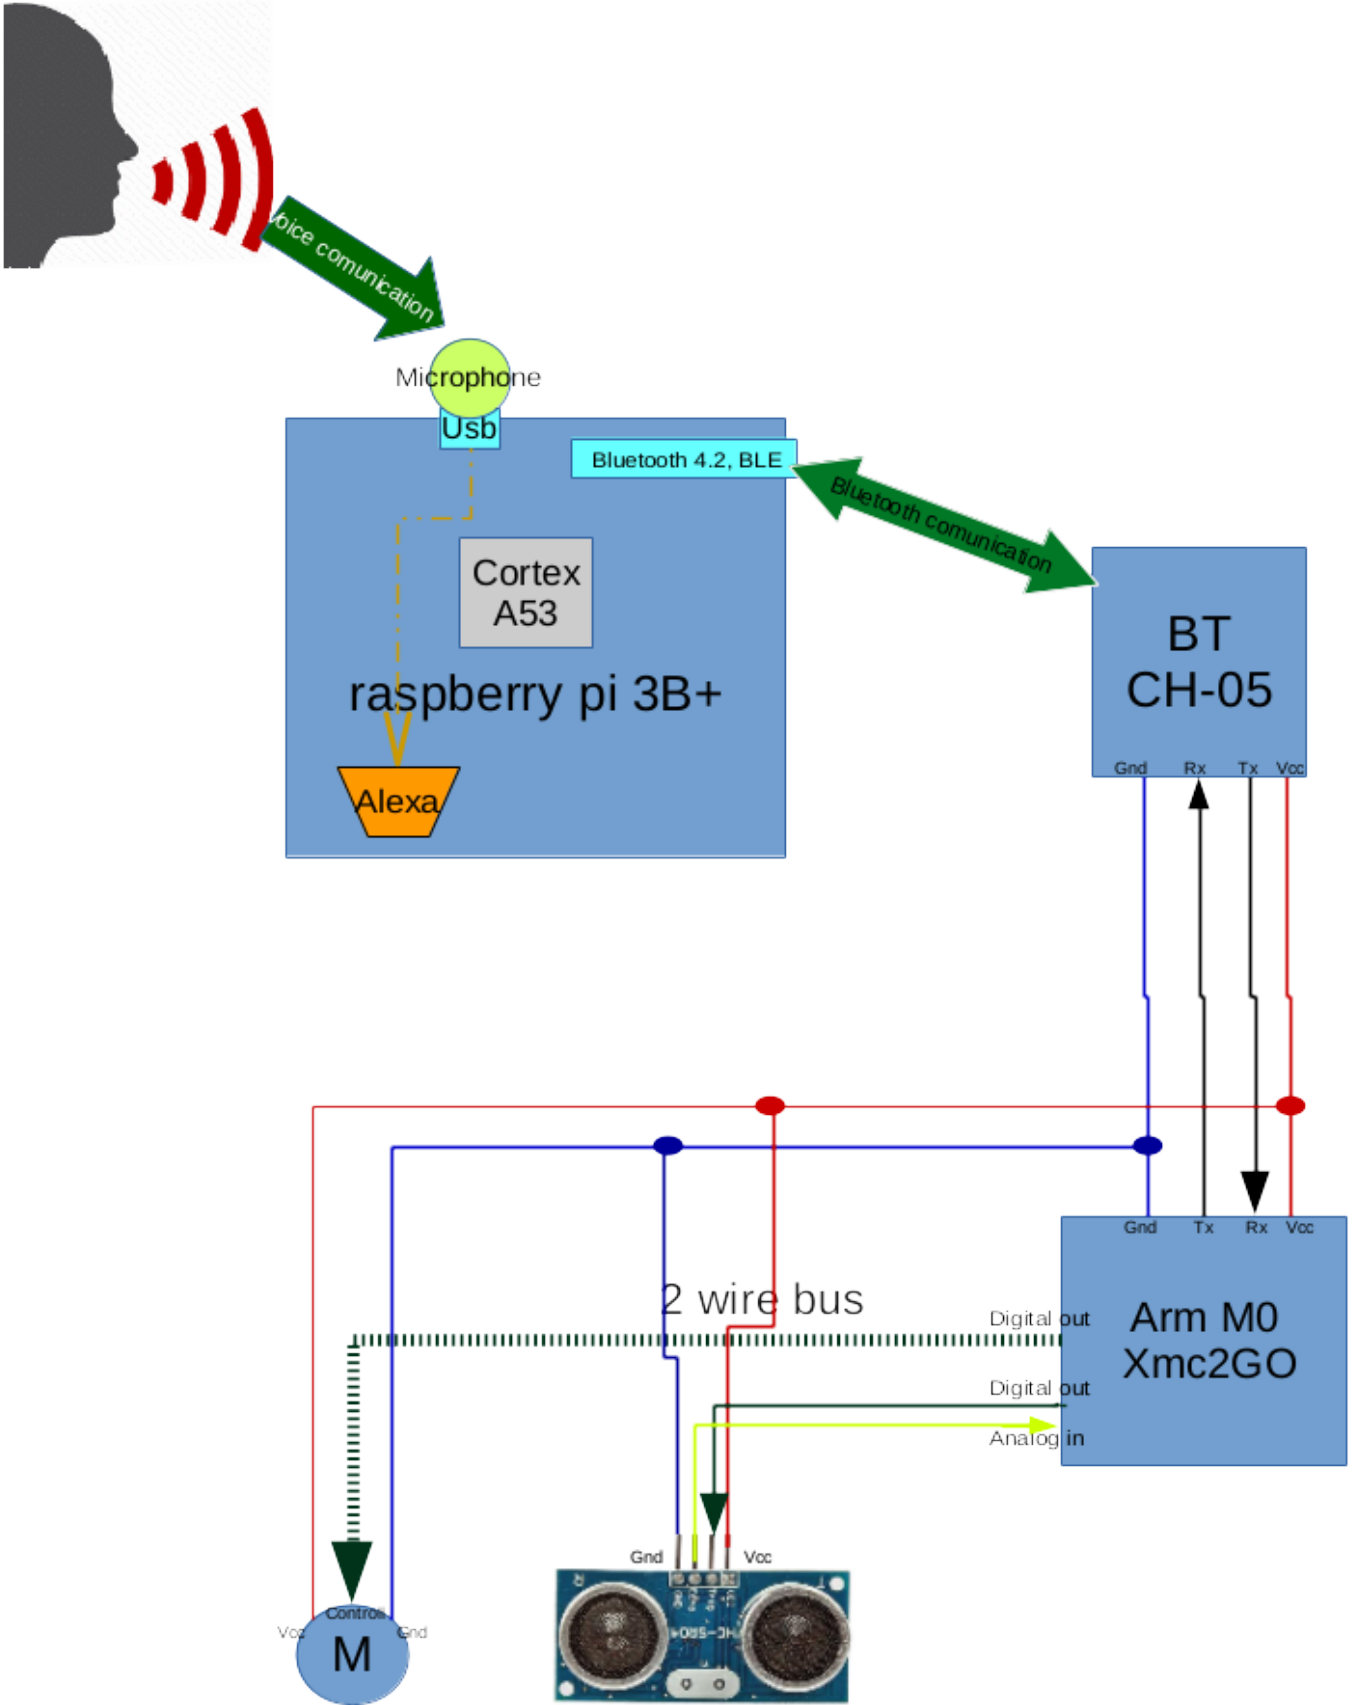 Voice comunication
Microphone
Usb
Bluetooth 4.2, BLE
Bluetooth comunication
Cortex
A53
raspberry pi 3B+
Alexa
BT
CH-05
Gnd Rx Tx Vcc
Gnd Tx Rx Vcc
2 wire bus
Digital out
Arm M0
Xmc2GO
Digital out
Analog in
Gnd Vcc
Controll
Vcc Gnd
M
R
T